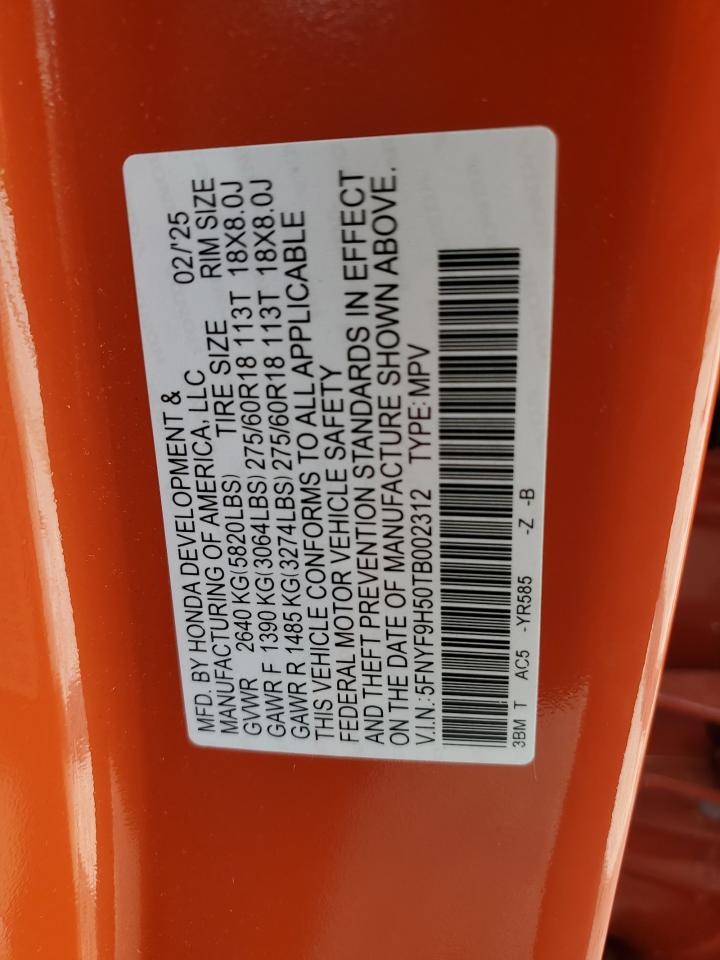 MFD. BY HONDA DEVELOPMENT &
MANUFACTURING OF AMERICA, LLC 02/'25
GVWR 2640 KG(5820LBS) TIRE SIZE RIM SIZE
GAWR F 1390 KG(3064LBS) 275/60R18 113T 18X8.0J
GAWR R 1485 KG(3274LBS) 275/60R18 113T 18X8.0J
THIS VEHICLE CONFORMS TO ALL APPLICABLE
FEDERAL MOTOR VEHICLE SAFETY
AND THEFT PREVENTION STANDARDS IN EFFECT
ON THE DATE OF MANUFACTURE SHOWN ABOVE.
V.I.N.:5FNYF9H50TB002312 TYPE:MPV
3BM T AC5 -YR585 -Z -B